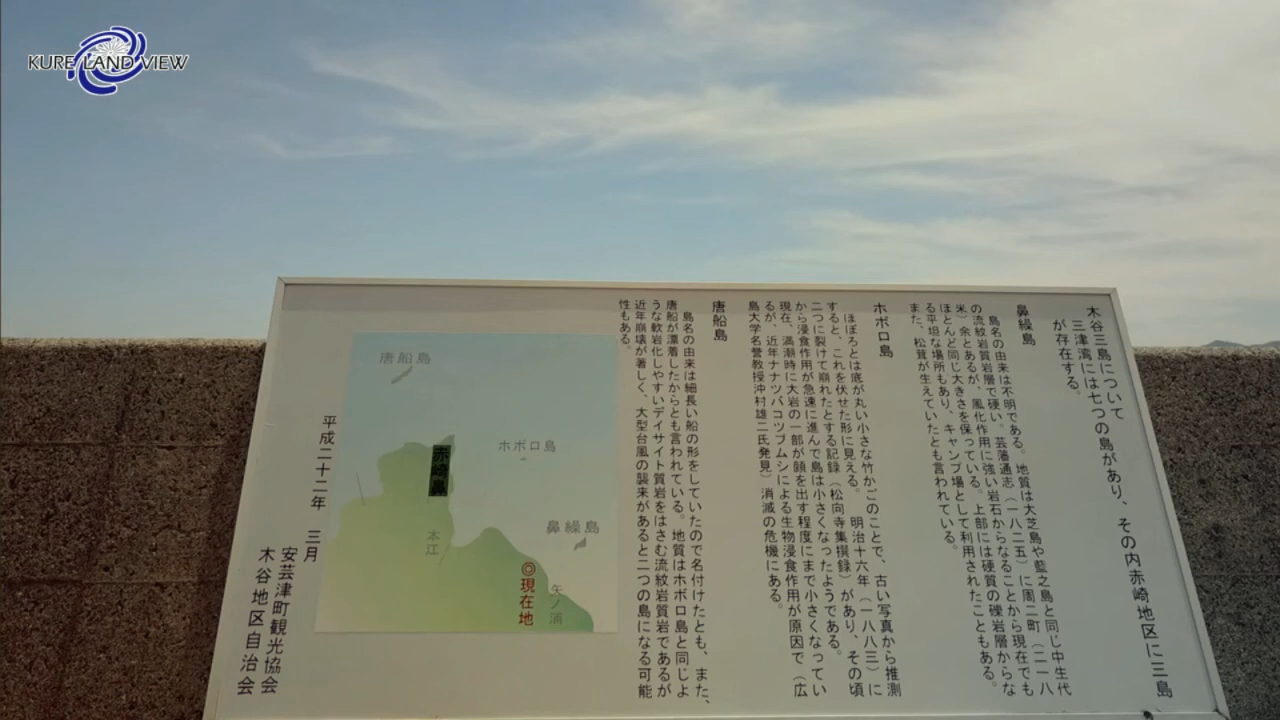 KURE LAND VIEW
木谷三島について
三津湾には七つの島があり、その内赤崎地区に三島
が存在する。
鼻繰島
島名の由来は不明である。地質は大芝島や藍之島と同じ中生代
の流紋岩質岩層で硬い。芸藩通志（一八二五）に周二町（二一八
米）余とあるが、風化作用に強い岩石からなることから現在でも
ほとんど同じ大きさを保っている。上部には硬質の礫岩層からな
る平坦な場所もあり、キャンプ場として利用されたこともある。
また、松茸が生えていたとも言われている。
ホボロ島
ほぼろとは底が丸い小さな竹かごのことで、古い写真から推測
すると、これを伏せた形に見える。明治十六年（一八八三）に
二つに裂けて崩れたとする記録（松向寺集撰録）があり、その頃
から浸食作用が急速に進んで島は小さくなったようである。
現在、満潮時に大岩の一部が顔を出す程度にまで小さくなってい
るが、近年ナナツバコツブムシによる生物浸食作用が原因で（広
島大学名誉教授沖村雄二氏発見）消滅の危機にある。
唐船島
島名の由来は細長い船の形をしていたので名付けたとも、また、
唐船が漂着したからとも言われている。地質はホボロ島と同じよ
うな軟岩化しやすいデイサイト質岩をはさむ流紋岩質岩であるが
近年崩壊が著しく、大型台風の襲来があると二つの島になる可能
性もある。
唐船島
赤崎鼻
ホボロ島
本江
鼻繰島
◎現在地
矢ノ浦
平成二十二年 三月
安芸津町観光協会
木谷地区自治会